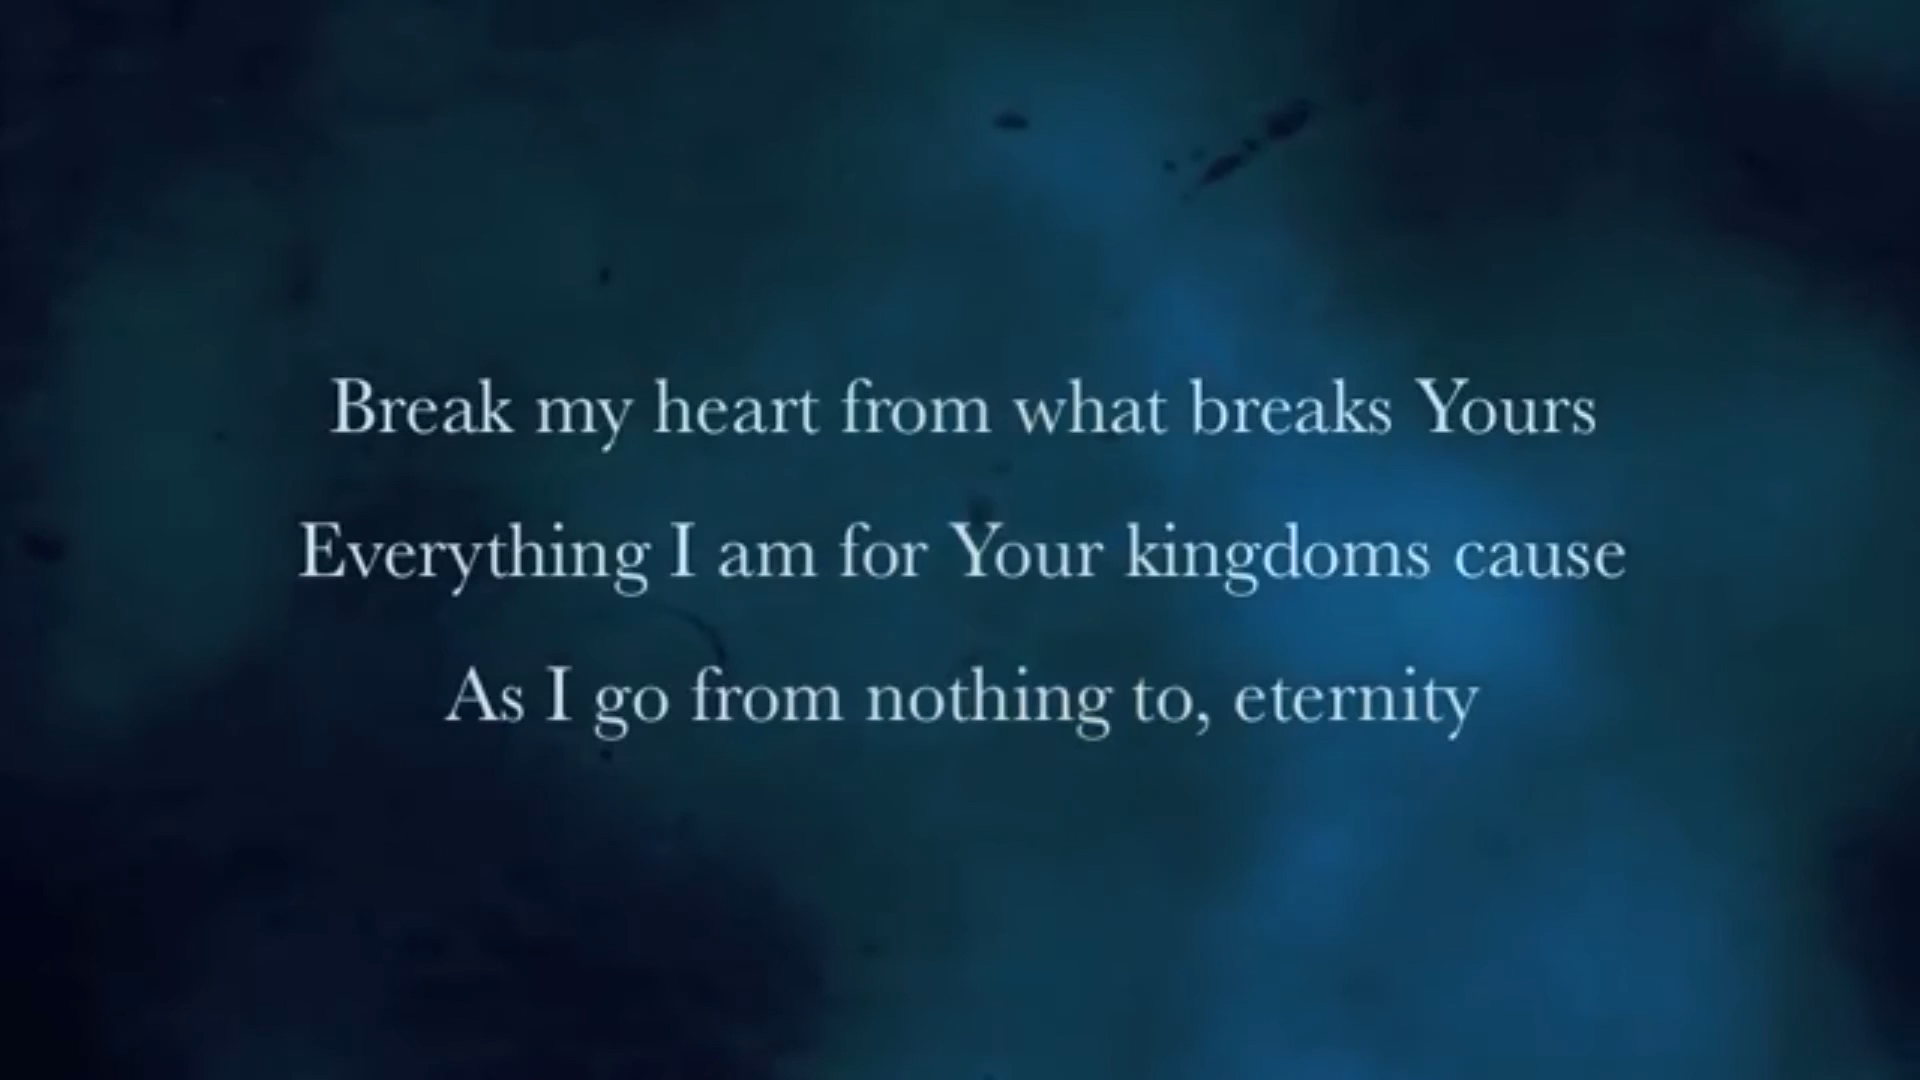 Break my heart from what breaks Yours
Everything I am for Your kingdoms cause
As I go from nothing to, eternity